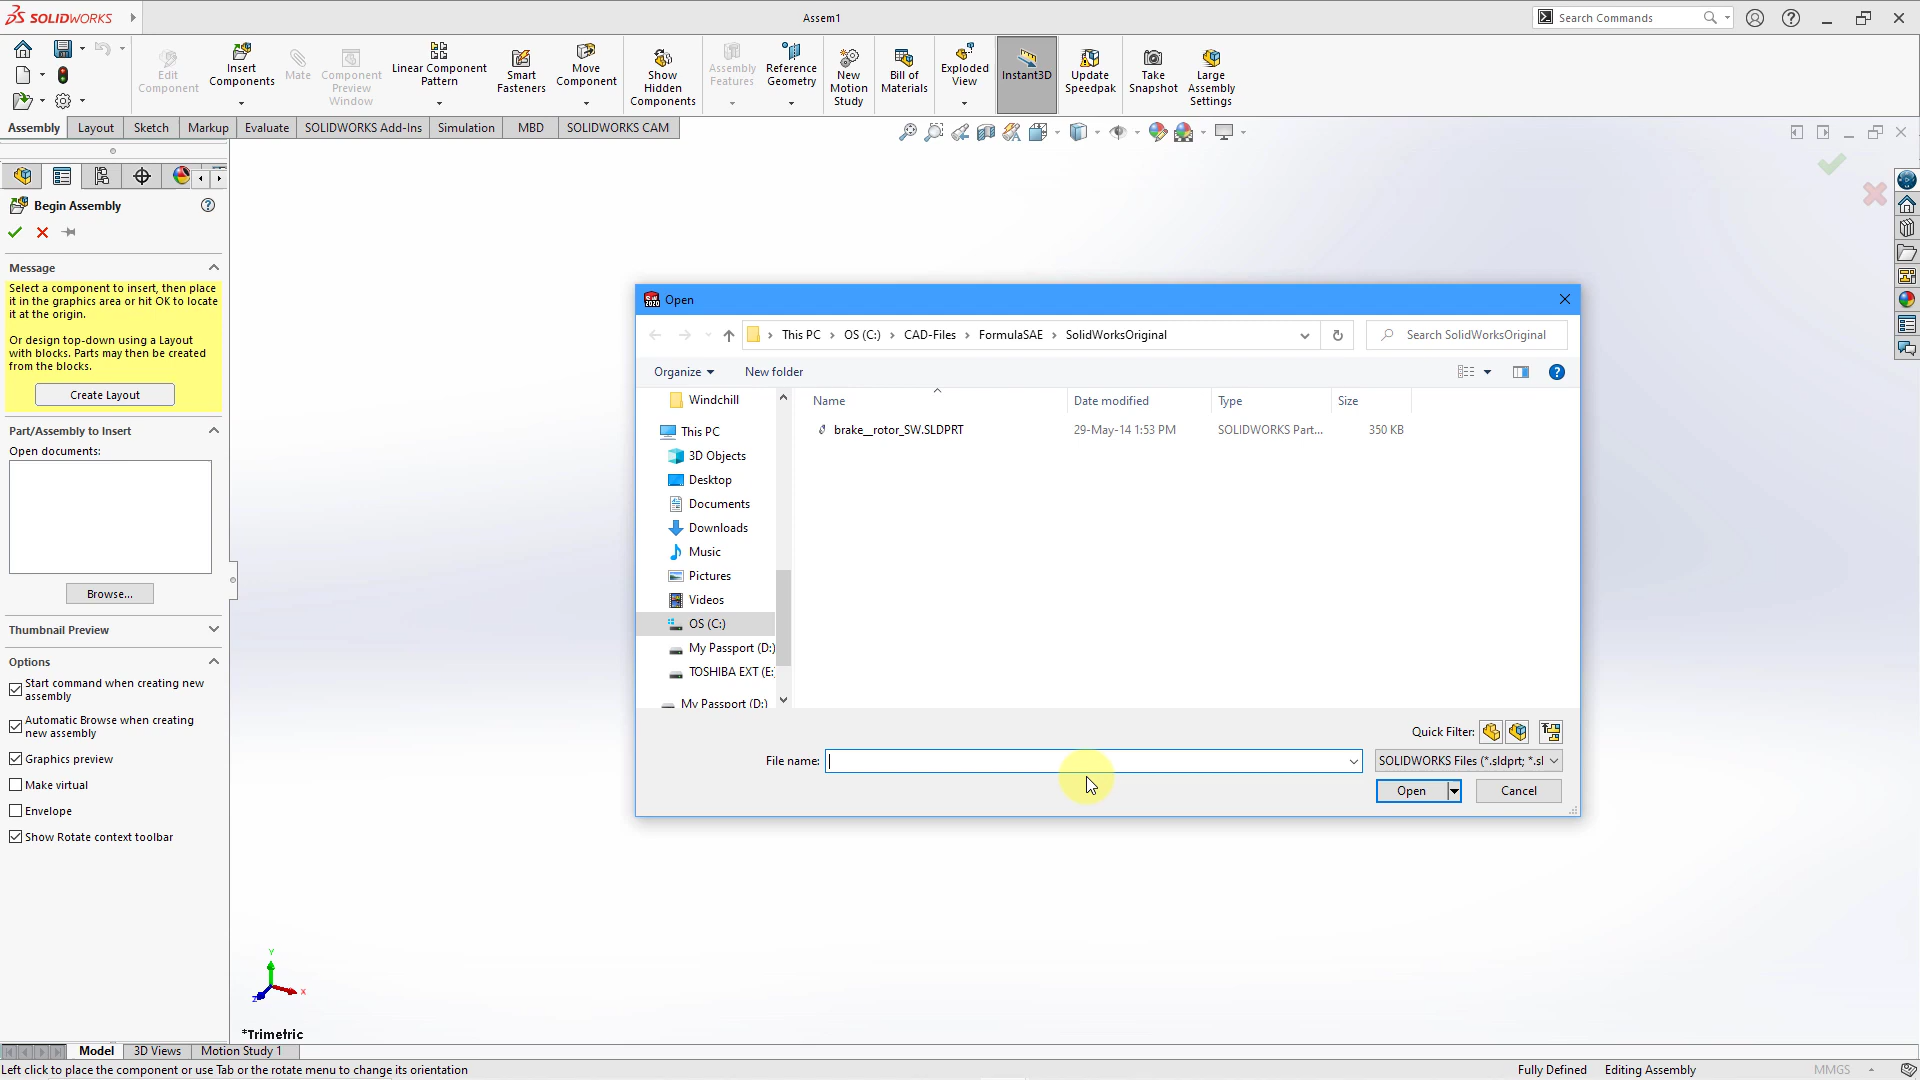 SOLIDWORKS
Assem1
Search Commands
Edit
Component
Insert
Components
Mate
Component
Preview
Window
Linear Component
Pattern
Smart
Fasteners
Move
Component
Show
Hidden
Components
Assembly
Features
Reference
Geometry
New
Motion
Study
Bill of
Materials
Exploded
View
Instant3D
Update
Speedpak
Take
Snapshot
Large
Assembly
Settings
Assembly
Layout
Sketch
Markup
Evaluate
SOLIDWORKS Add-Ins
Simulation
MBD
SOLIDWORKS CAM
Begin Assembly
Message
Select a component to insert, then place
it in the graphics area or hit OK to locate
it at the origin.
Or design top-down using a Layout
with blocks. Parts may then be created
from the blocks.
Create Layout
Part/Assembly to Insert
Open documents:
Browse...
Thumbnail Preview
Options
Start command when creating new
assembly
Automatic Browse when creating
new assembly
Graphics preview
Make virtual
Envelope
Show Rotate context toolbar
Open
This PC
OS (C:)
CAD-Files
FormulaSAE
SolidWorksOriginal
Search SolidWorksOriginal
Organize
New folder
Windchill
This PC
3D Objects
Desktop
Documents
Downloads
Music
Pictures
Videos
OS (C:)
My Passport (D:)
TOSHIBA EXT (E:
My Passport (D:)
Name
Date modified
Type
Size
brake__rotor_SW.SLDPRT
29-May-14 1:53 PM
SOLIDWORKS Part...
350 KB
Quick Filter:
File name:
SOLIDWORKS Files (*.sldprt; *.sl
Open
Cancel
Y
X
Z
*Trimetric
Model
3D Views
Motion Study 1
Left click to place the component or use Tab or the rotate menu to change its orientation
Fully Defined
Editing Assembly
MMGS